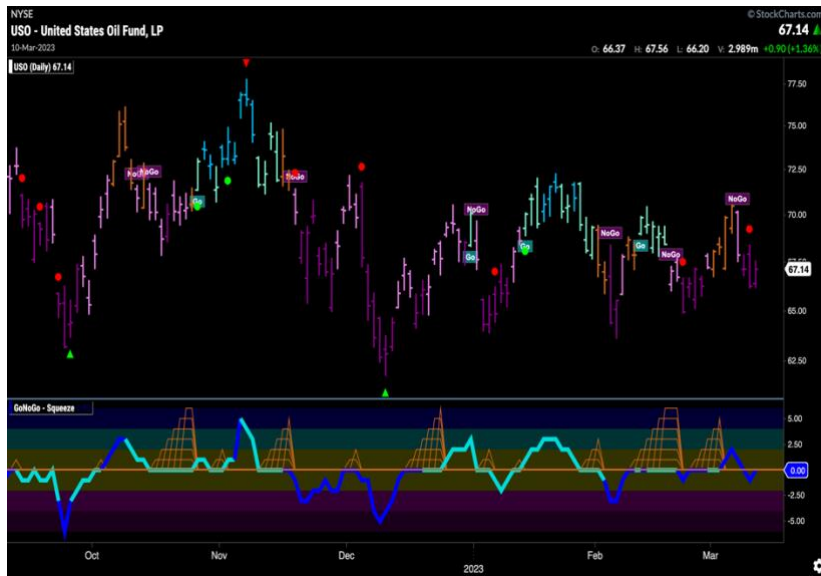 NYSE
© StockCharts.com
USO - United States Oil Fund, LP
67.14
10-Mar-2023
O: 66.37 H: 67.56 L: 66.20 V: 2.989m +0.90 (+1.36%
USO (Daily) 67.14
77.50
75.00
72.50
NoGo
NoGo
NoGo
NoGo
Go
NoGo
70.00
NoGo
Go
Go
Go
NoGo
67.14
65.00
62.50
GoNoGo - Squeeze
5.00
2.50
0.00
-2.50
-5.00
Oct
Nov
Dec
Feb
Mar
2023